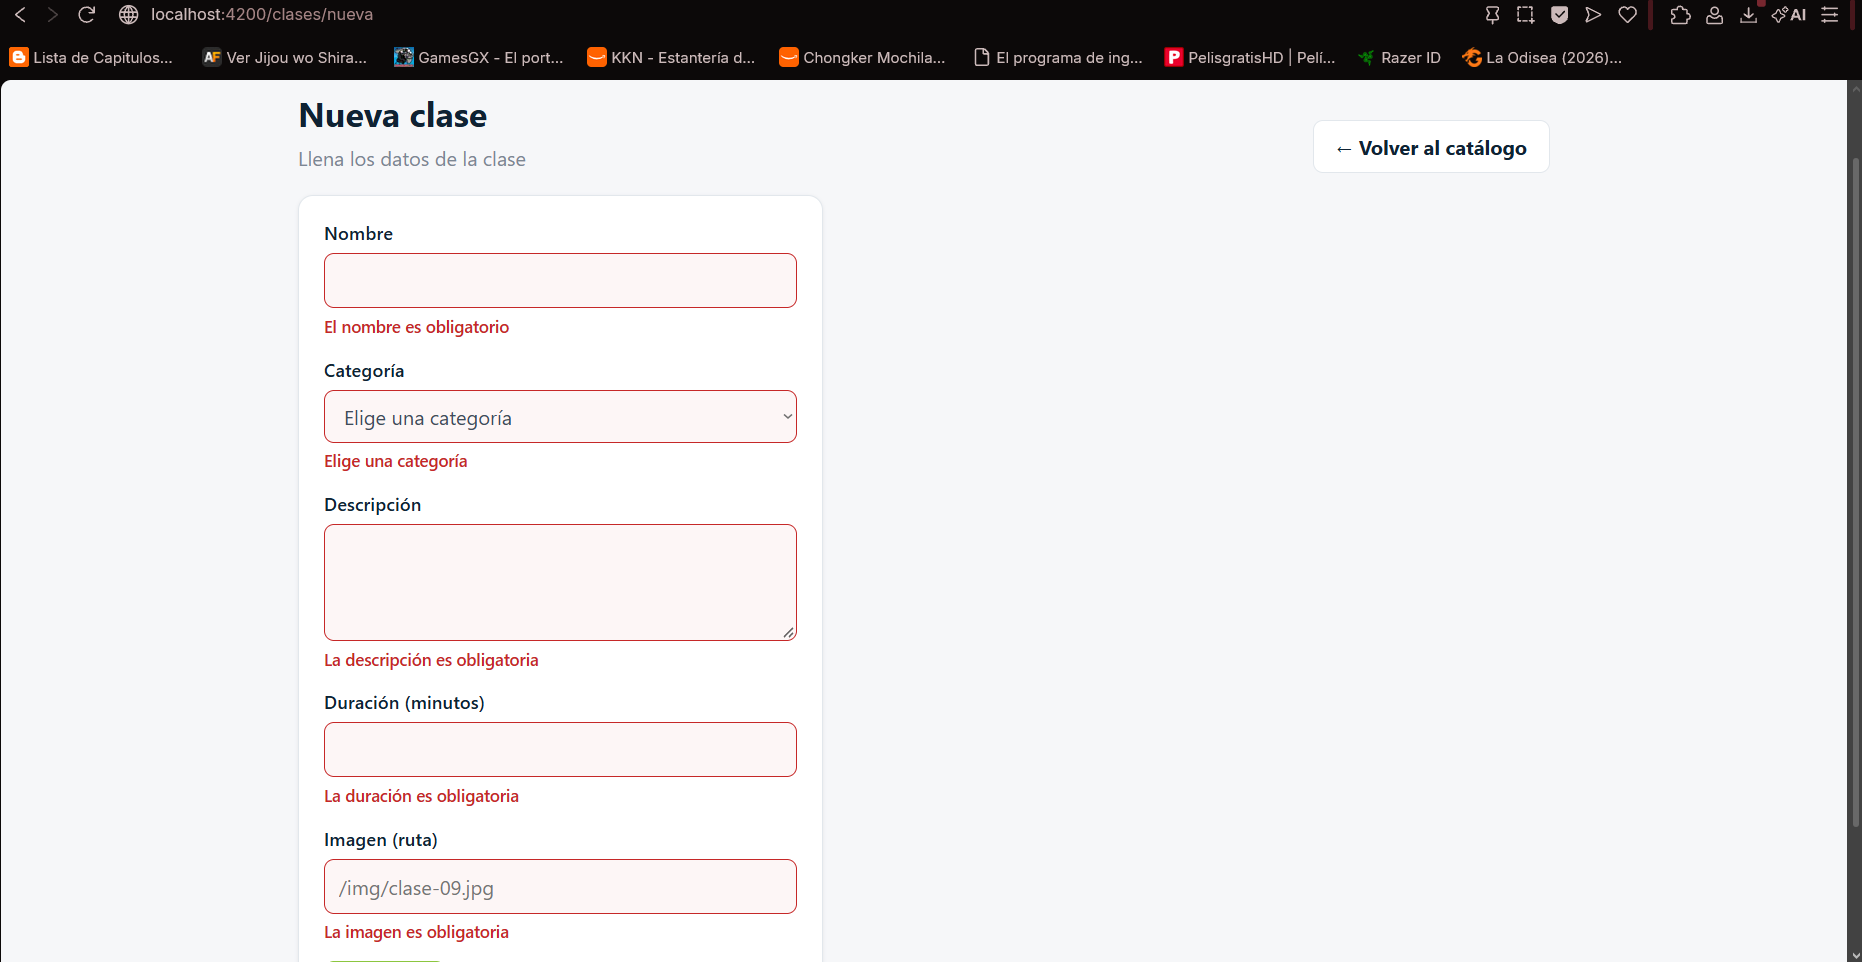 localhost:4200/clases/nueva
AI
Lista de Capitulos...
AF Ver Jijou wo Shira...
GamesGX - El port...
KKN - Estantería d...
Chongker Mochila...
El programa de ing...
P PelisgratisHD | Pelí...
Razer ID
La Odisea (2026)...
Nueva clase
Llena los datos de la clase
← Volver al catálogo
Nombre
El nombre es obligatorio
Categoría
Elige una categoría
Elige una categoría
Descripción
La descripción es obligatoria
Duración (minutos)
La duración es obligatoria
Imagen (ruta)
/img/clase-09.jpg
La imagen es obligatoria